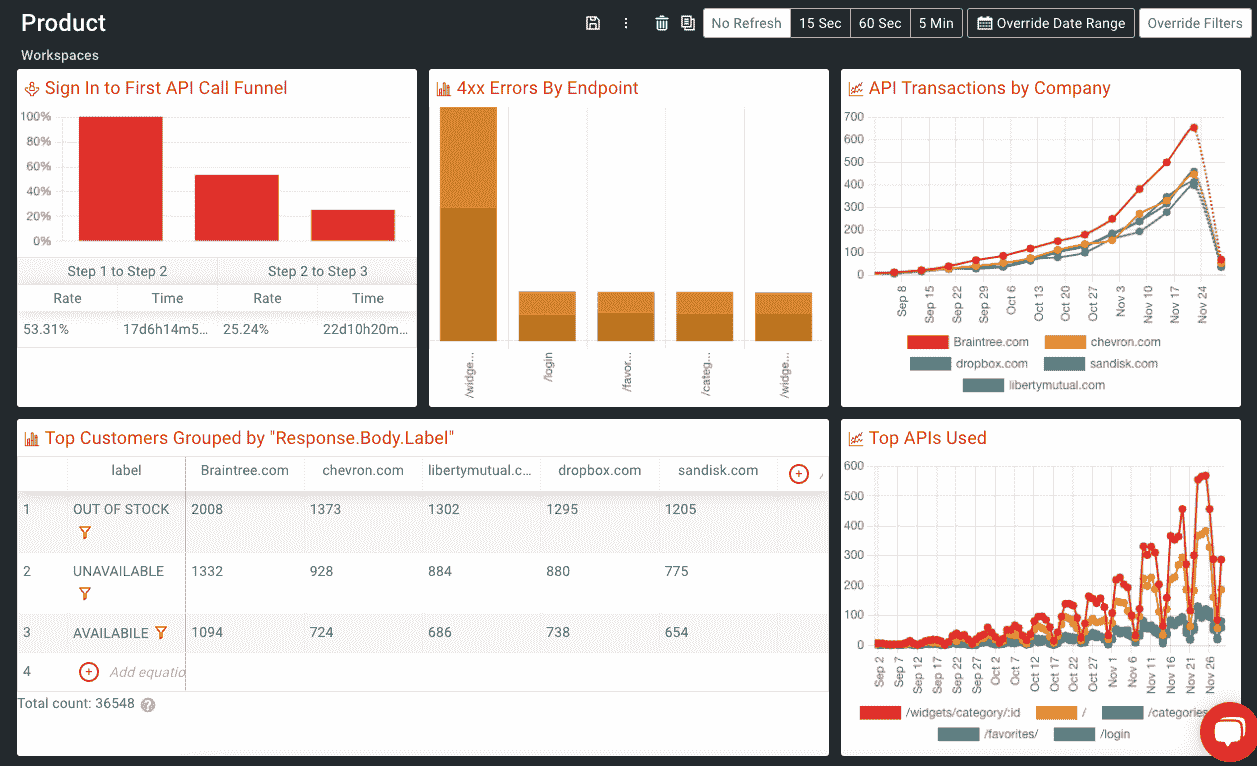 Product
No Refresh 15 Sec 60 Sec 5 Min Override Date Range Override Filters
Workspaces
Sign In to First API Call Funnel
100%
80%
60%
40%
20%
0%
Step 1 to Step 2 Step 2 to Step 3
Rate Time Rate Time
53.31% 17d6h14m5... 25.24% 22d10h20m...
4xx Errors By Endpoint
/widge... /login /favor... /categ... /widge...
API Transactions by Company
700
600
500
400
300
200
100
0
Sep 8 Sep 15 Sep 22 Sep 29 Oct 6 Oct 13 Oct 20 Oct 27 Nov 3 Nov 10 Nov 17 Nov 24
Braintree.com chevron.com
dropbox.com sandisk.com
libertymutual.com
Top Customers Grouped by "Response.Body.Label"
label Braintree.com chevron.com libertymutual.c... dropbox.com sandisk.com
1 OUT OF STOCK 2008 1373 1302 1295 1205
2 UNAVAILABLE 1332 928 884 880 775
3 AVAILABILE 1094 724 686 738 654
4 Add equatio
Total count: 36548
Top APIs Used
600
500
400
300
200
100
0
Sep 2 Sep 7 Sep 12 Sep 17 Sep 22 Sep 27 Oct 2 Oct 7 Oct 12 Oct 17 Oct 22 Oct 27 Nov 1 Nov 6 Nov 11 Nov 16 Nov 21 Nov 26
/widgets/category/:id / /categories
/favorites/ /login